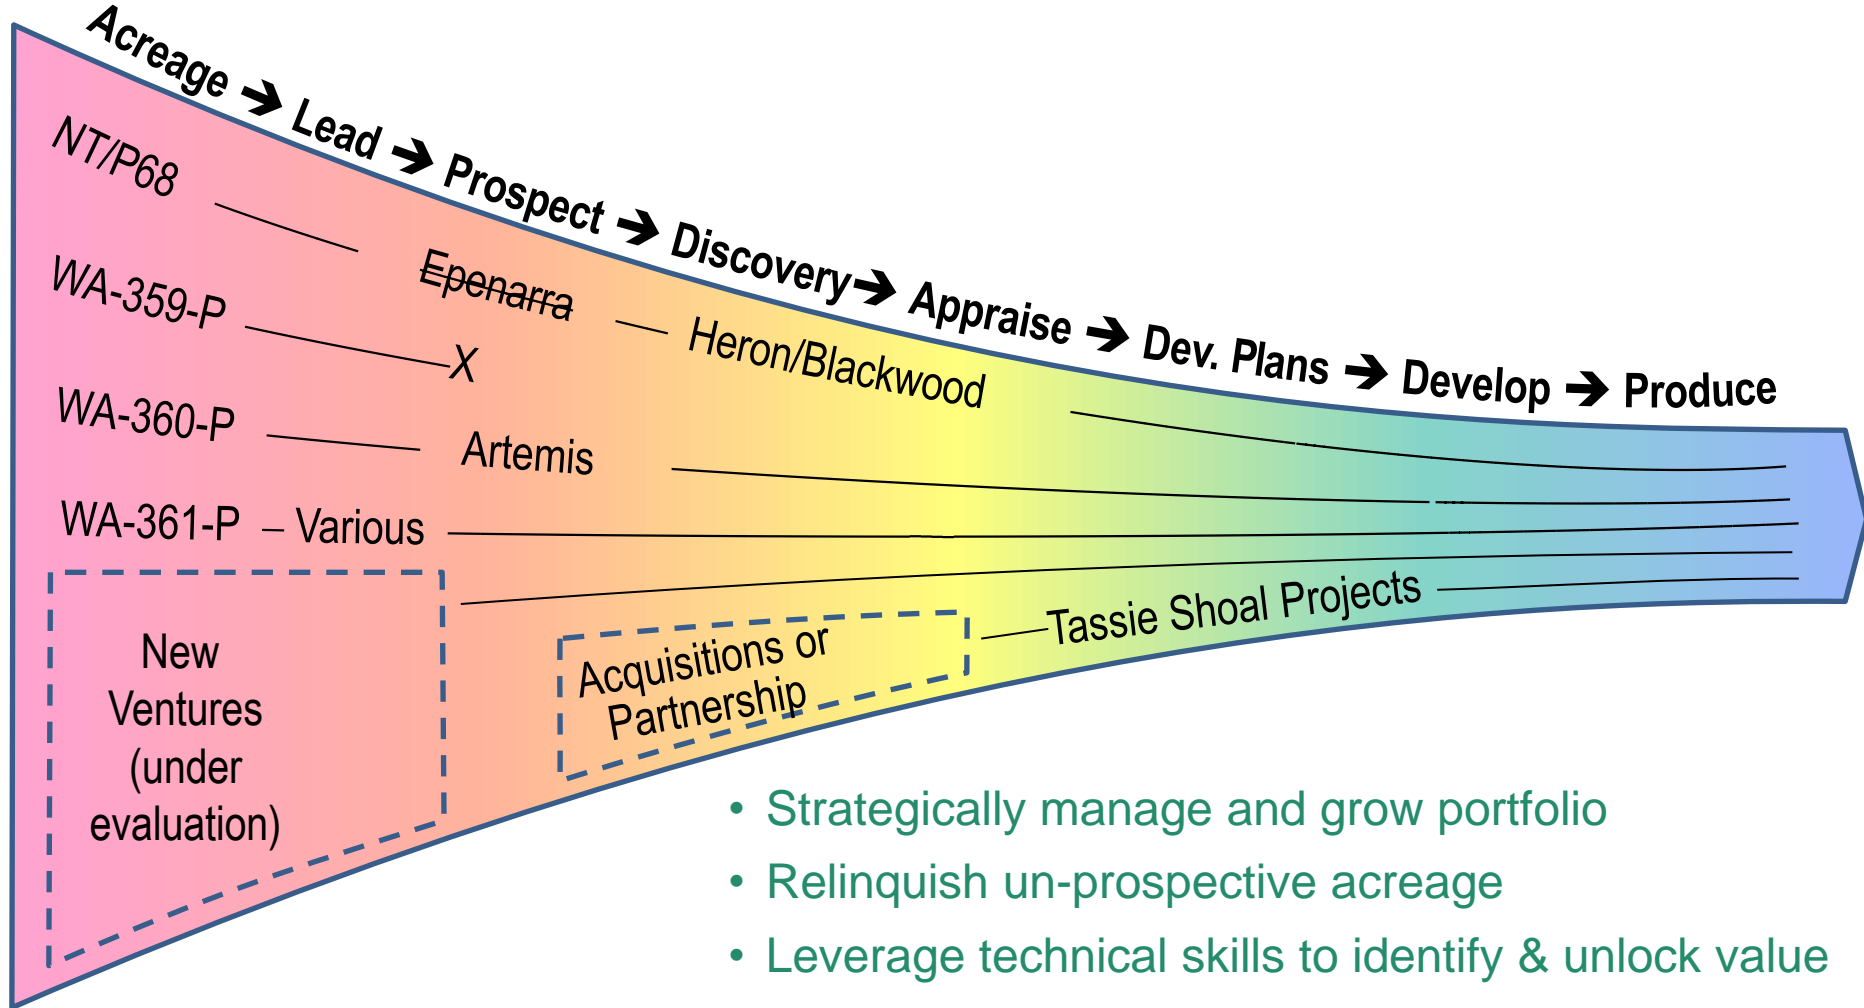 Acreage ➔ Lead ➔ Prospect ➔ Discovery ➔ Appraise ➔ Dev. Plans ➔ Develop ➔ Produce
NT/P68
Epenarra
Heron/Blackwood
WA-359-P
X
WA-360-P
Artemis
WA-361-P
Various
New
Ventures
(under
evaluation)
Acquisitions or
Partnership
Tassie Shoal Projects
• Strategically manage and grow portfolio
• Relinquish un-prospective acreage
• Leverage technical skills to identify & unlock value